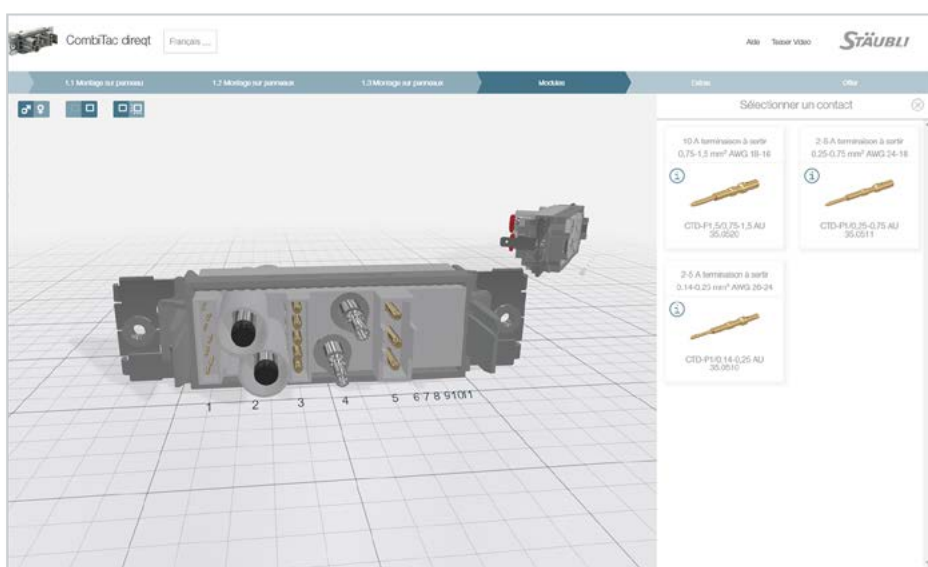 CombiTac direqt
Français ...
Aide Teaser Video
STÄUBLI
1.1 Montage sur panneau
1.2 Montage sur panneaux
1.3 Montage sur panneaux
Modules
Extras
Offer
Sélectionner un contact
10 A terminaison à sertir
0,75-1,5 mm² AWG 18-16
CTD-P1,5/0,75-1,5 AU
35.0520
2-8 A terminaison à sertir
0.25-0.75 mm² AWG 24-18
CTD-P1/0,25-0,75 AU
35.0511
2-5 A terminaison à sertir
0.14-0,25 mm² AWG 26-24
CTD-P1/0,14-0,25 AU
35.0510
1 2 3 4 5 6 7 8 9 10 11